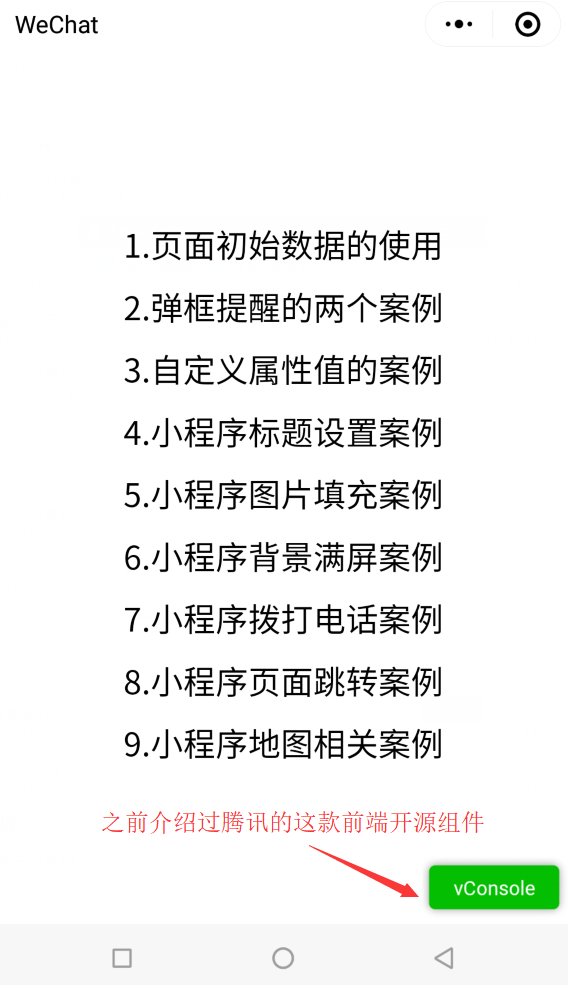 WeChat
1.页面初始数据的使用
2.弹框提醒的两个案例
3.自定义属性值的案例
4.小程序标题设置案例
5.小程序图片填充案例
6.小程序背景满屏案例
7.小程序拨打电话案例
8.小程序页面跳转案例
9.小程序地图相关案例
之前介绍过腾讯的这款前端开源组件
vConsole